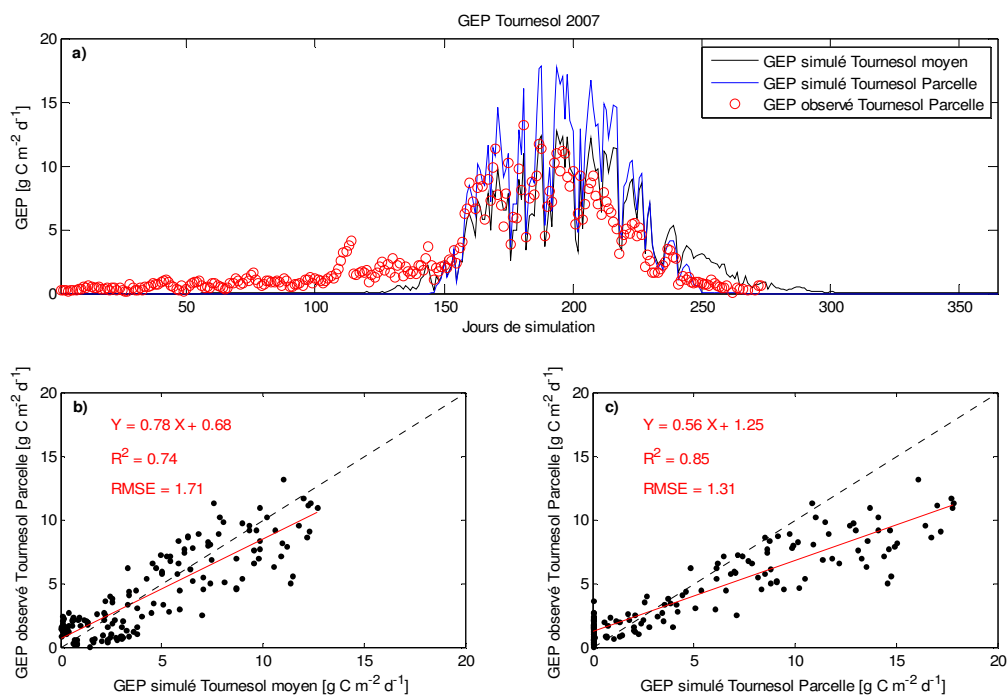 GEP Tournesol 2007
a)
GEP simulé Tournesol moyen
GEP simulé Tournesol Parcelle
GEP observé Tournesol Parcelle
GEP [g C m⁻² d⁻¹]
20
15
10
5
0
50 100 150 200 250 300 350
Jours de simulation
b)
Y = 0.78 X + 0.68
R² = 0.74
RMSE = 1.71
GEP observé Tournesol Parcelle [g C m⁻² d⁻¹]
20
15
10
5
0
0 5 10 15 20
GEP simulé Tournesol moyen [g C m⁻² d⁻¹]
c)
Y = 0.56 X + 1.25
R² = 0.85
RMSE = 1.31
GEP observé Tournesol Parcelle [g C m⁻² d⁻¹]
20
15
10
5
0
0 5 10 15 20
GEP simulé Tournesol Parcelle [g C m⁻² d⁻¹]